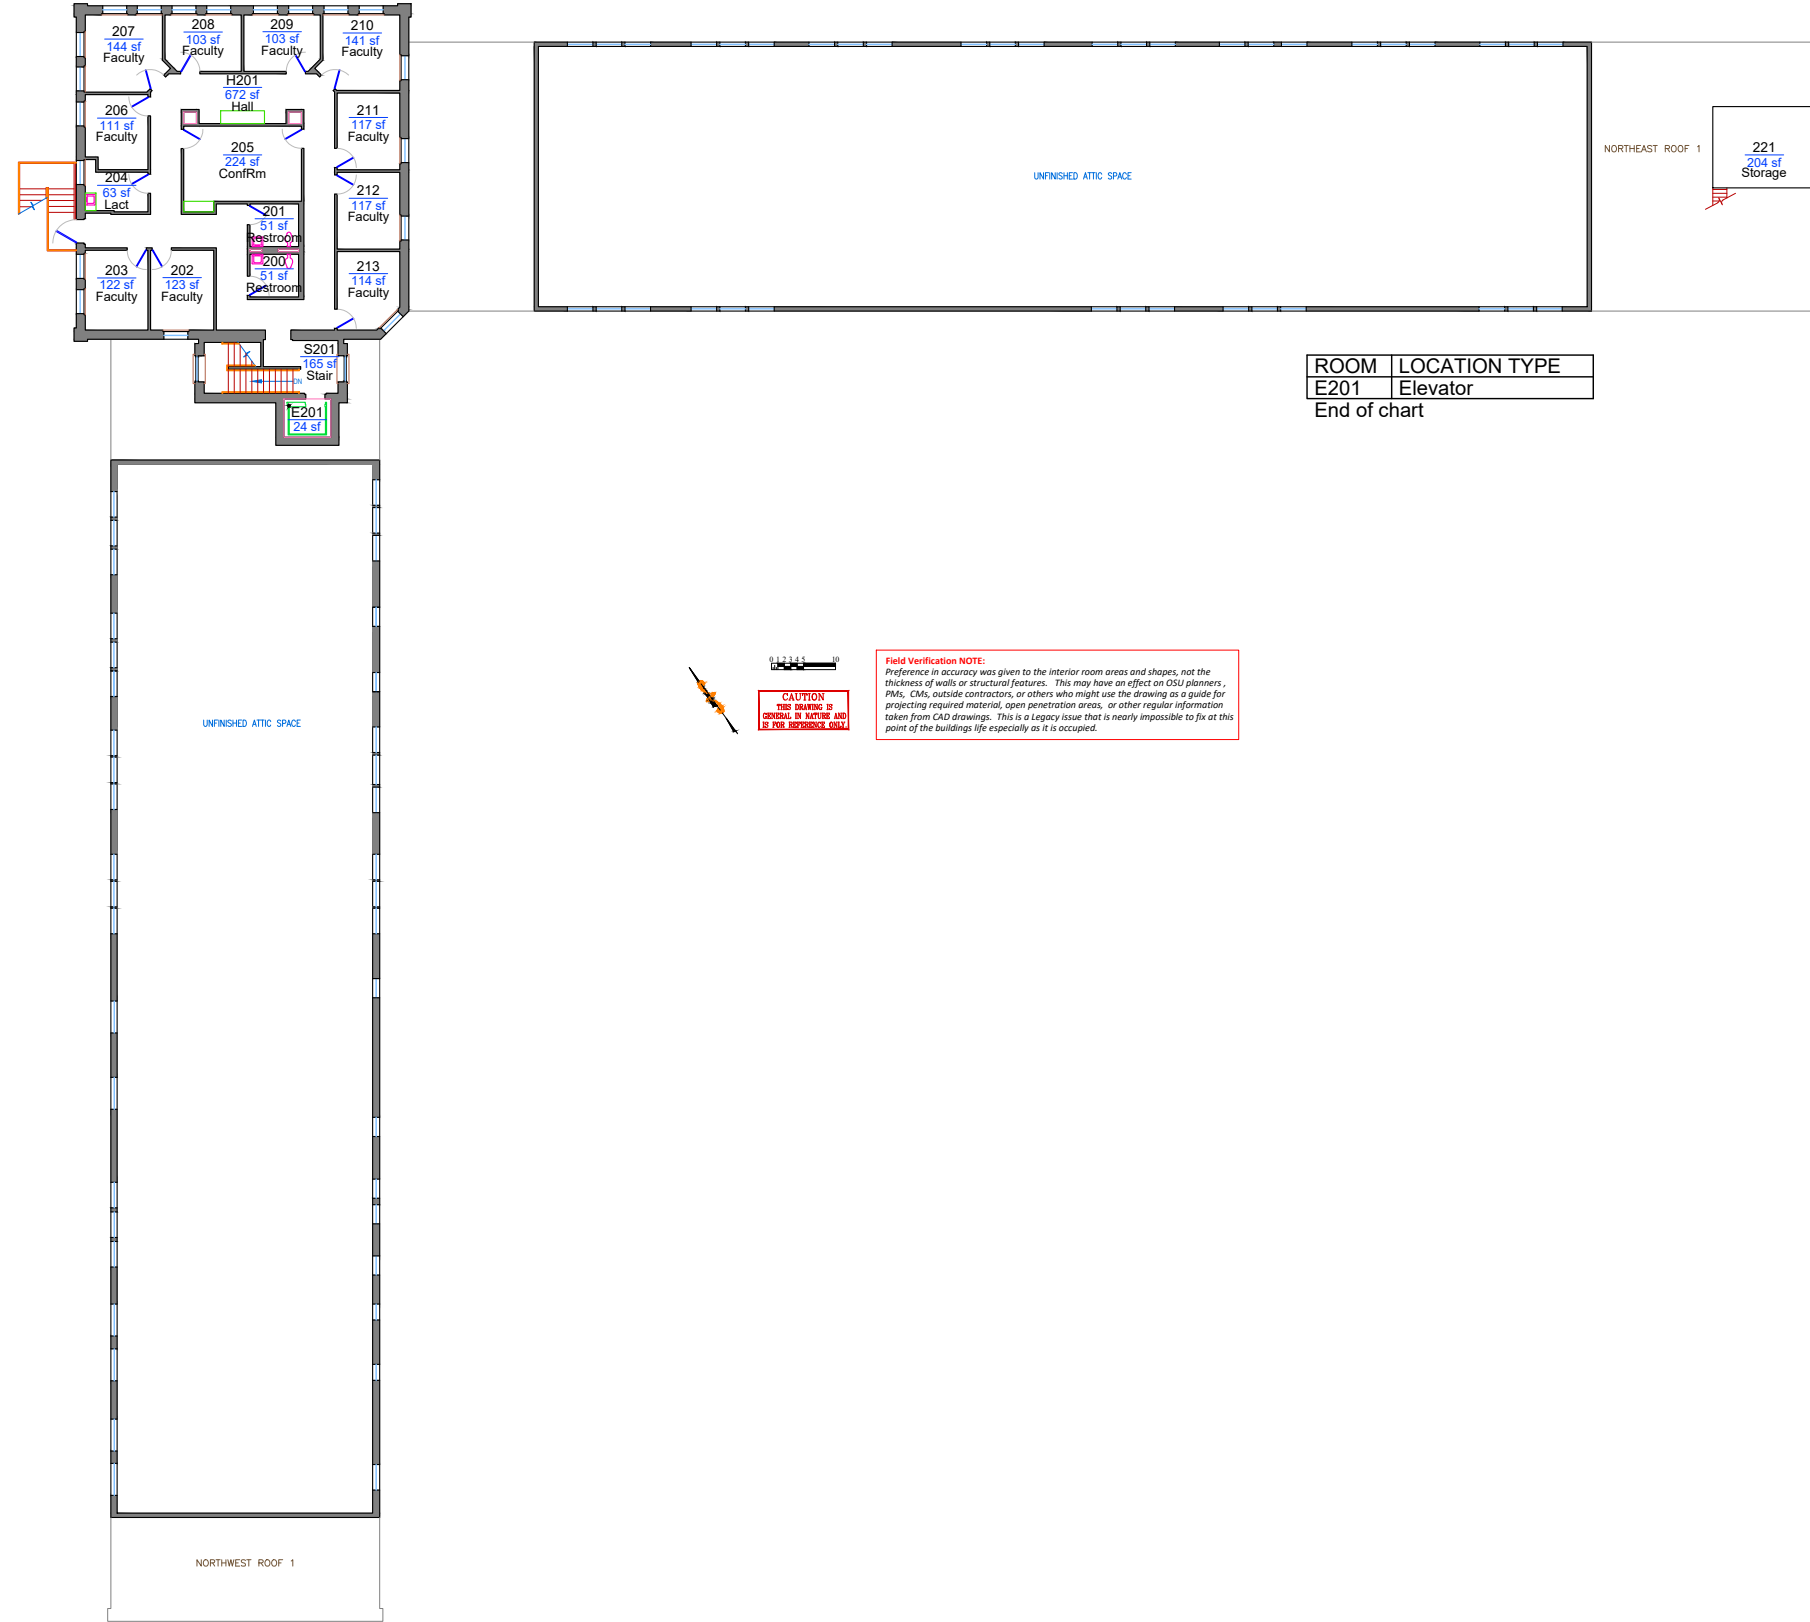 207
144 sf
Faculty
208
103 sf
Faculty
209
103 sf
Faculty
210
141 sf
Faculty
H201
672 sf
Hall
206
111 sf
Faculty
211
117 sf
Faculty
205
224 sf
ConfRm
204
63 sf
Lact
212
117 sf
Faculty
201
51 sf
Restroom
200
51 sf
Restroom
203
122 sf
Faculty
202
123 sf
Faculty
213
114 sf
Faculty
S201
165 sf
Stair
DN
E201
24 sf
UNFINISHED ATTIC SPACE
NORTHEAST ROOF 1
221
204 sf
Storage
ROOM LOCATION TYPE
E201 Elevator
End of chart
0 1 2 3 4 5 10
CAUTION
THIS DRAWING IS
GENERAL IN NATURE AND
IS FOR REFERENCE ONLY.
Field Verification NOTE:
Preference in accuracy was given to the interior room areas and shapes, not the
thickness of walls or structural features. This may have an effect on OSU planners ,
PMs, CMs, outside contractors, or others who might use the drawing as a guide for
projecting required material, open penetration areas, or other regular information
taken from CAD drawings. This is a Legacy issue that is nearly impossible to fix at this
point of the buildings life especially as it is occupied.
UNFINISHED ATTIC SPACE
NORTHWEST ROOF 1